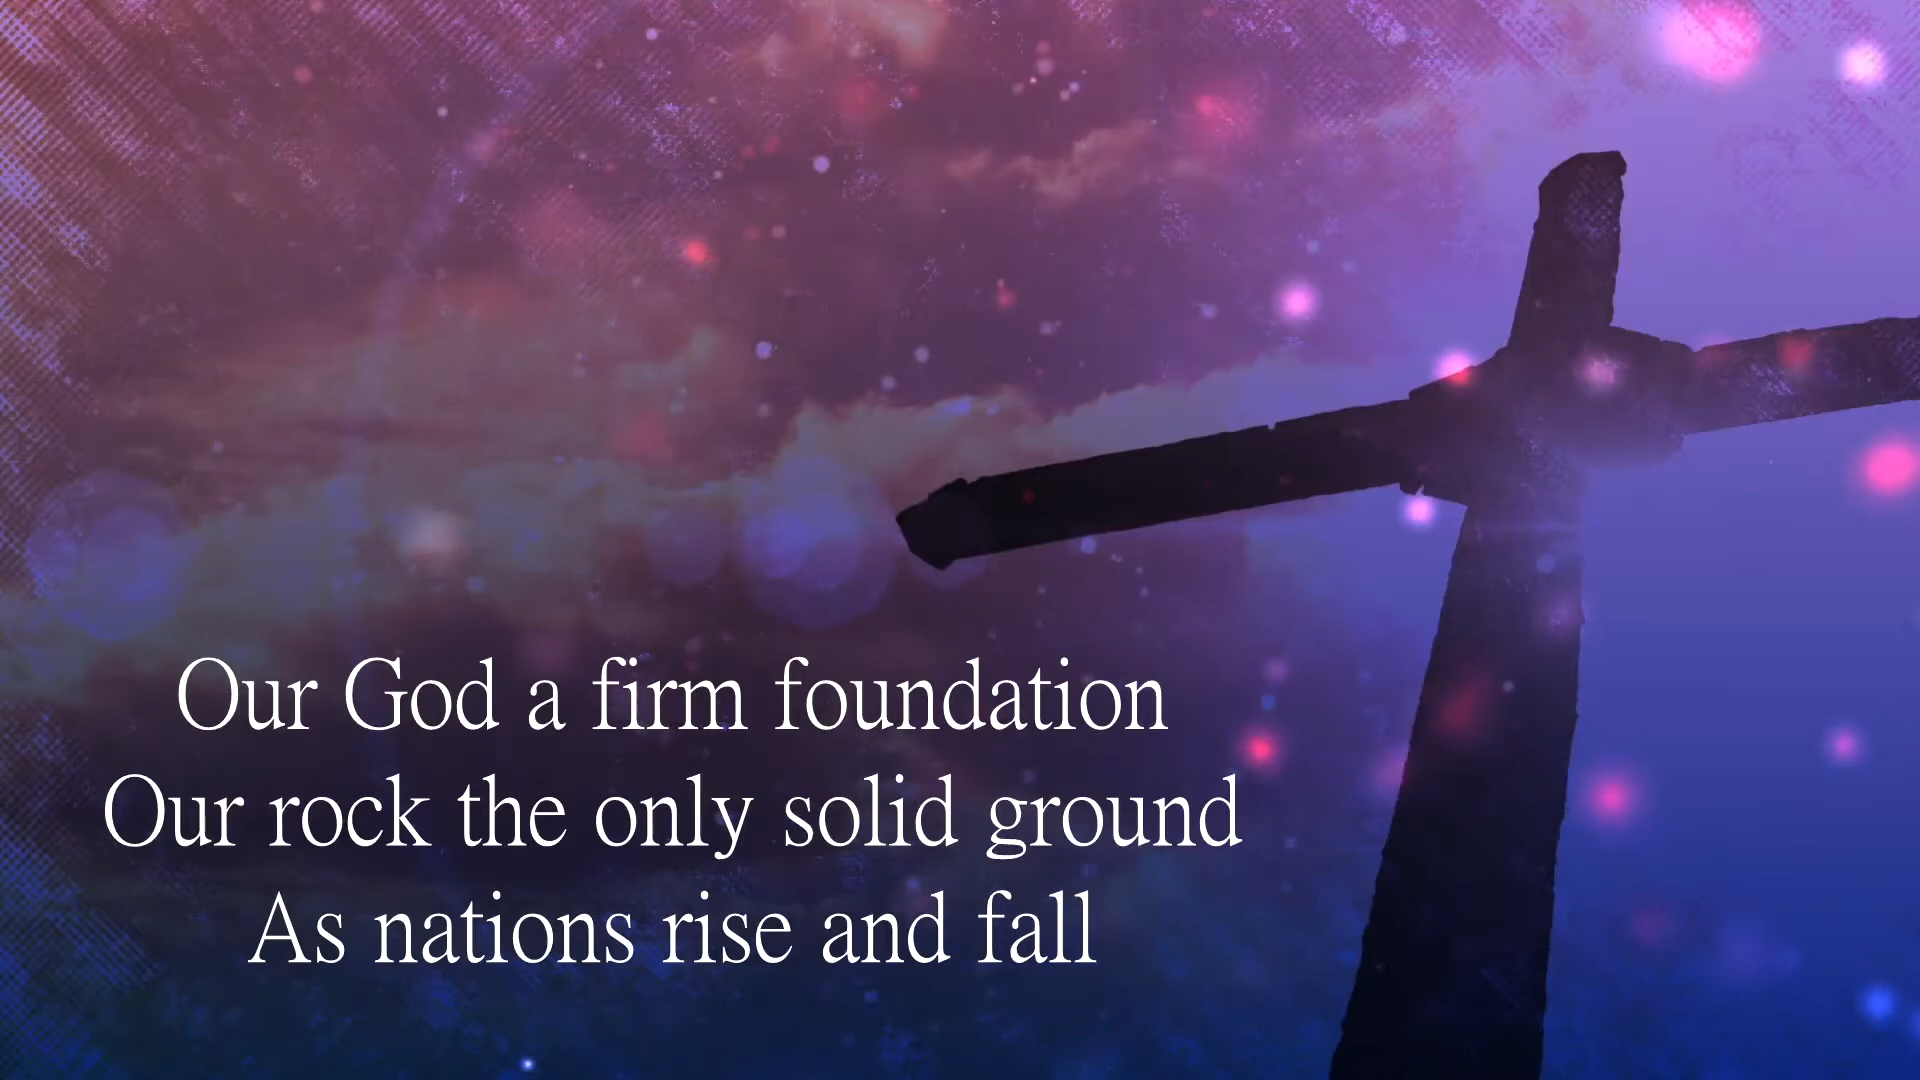 Our God a firm foundation
Our rock the only solid ground
As nations rise and fall